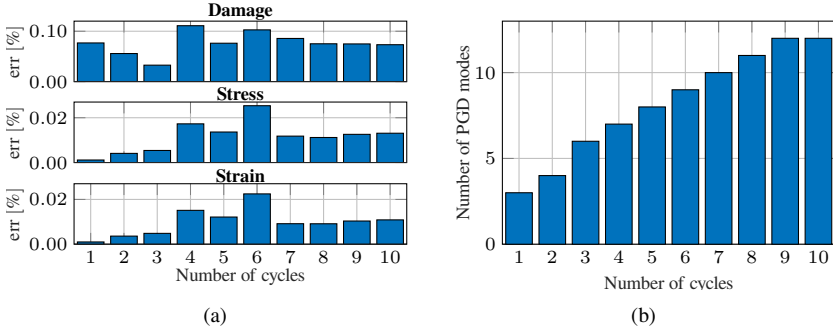 Damage
0.10
0.00
err [%]
Stress
0.02
0.00
err [%]
Strain
0.02
0.00
err [%]
1 2 3 4 5 6 7 8 9 10
Number of cycles
(a)
10
5
0
Number of PGD modes
1 2 3 4 5 6 7 8 9 10
Number of cycles
(b)